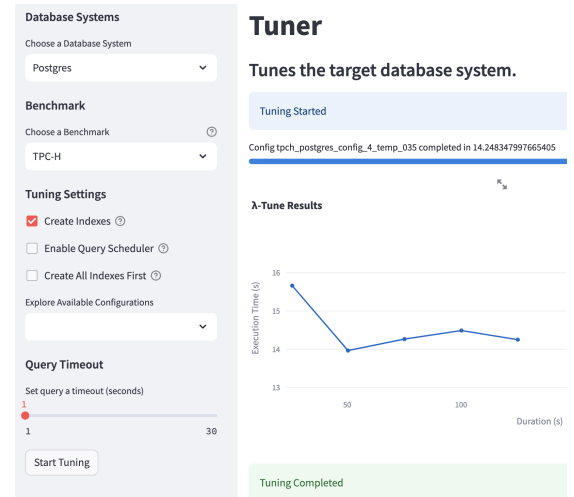 Database Systems
Choose a Database System
Postgres
Benchmark
Choose a Benchmark
TPC-H
Tuning Settings
Create Indexes
Enable Query Scheduler
Create All Indexes First
Explore Available Configurations
Query Timeout
Set query a timeout (seconds)
1
1 30
Start Tuning
Tuner
Tunes the target database system.
Tuning Started
Config tpch_postgres_config_4_temp_035 completed in 14.248347997665405
λ-Tune Results
Execution Time (s)
16
15
14
13
50 100
Duration (s)
Tuning Completed